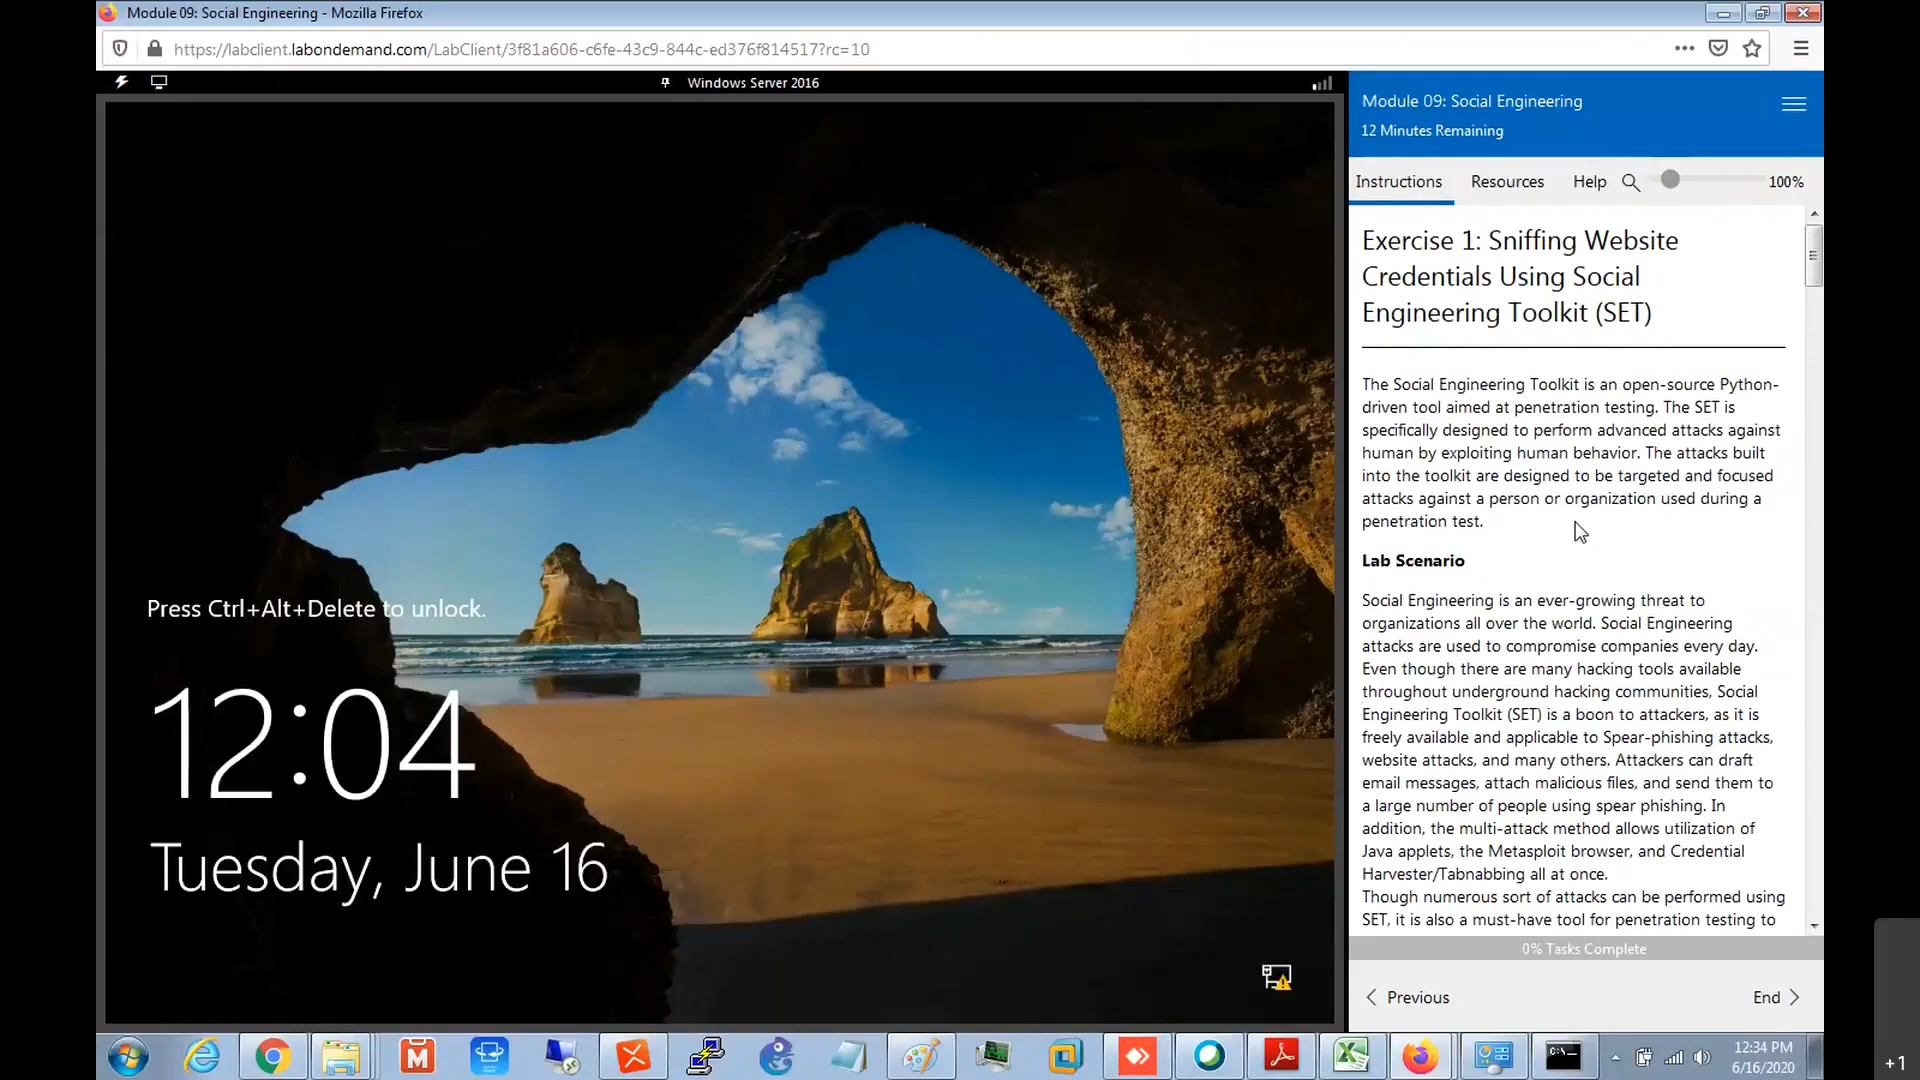 Module 09: Social Engineering - Mozilla Firefox
https://labclient.labondemand.com/LabClient/3f81a606-c6fe-43c9-844c-ed376f814517?rc=10
Windows Server 2016
Press Ctrl+Alt+Delete to unlock.
12:04
Tuesday, June 16
Module 09: Social Engineering
12 Minutes Remaining
Instructions Resources Help 100%
Exercise 1: Sniffing Website
Credentials Using Social
Engineering Toolkit (SET)
The Social Engineering Toolkit is an open-source Python-
driven tool aimed at penetration testing. The SET is
specifically designed to perform advanced attacks against
human by exploiting human behavior. The attacks built
into the toolkit are designed to be targeted and focused
attacks against a person or organization used during a
penetration test.
Lab Scenario
Social Engineering is an ever-growing threat to
organizations all over the world. Social Engineering
attacks are used to compromise companies every day.
Even though there are many hacking tools available
throughout underground hacking communities, Social
Engineering Toolkit (SET) is a boon to attackers, as it is
freely available and applicable to Spear-phishing attacks,
website attacks, and many others. Attackers can draft
email messages, attach malicious files, and send them to
a large number of people using spear phishing. In
addition, the multi-attack method allows utilization of
Java applets, the Metasploit browser, and Credential
Harvester/Tabnabbing all at once.
Though numerous sort of attacks can be performed using
SET, it is also a must-have tool for penetration testing to
0% Tasks Complete
Previous End
M
C:\
12:34 PM
6/16/2020
+1